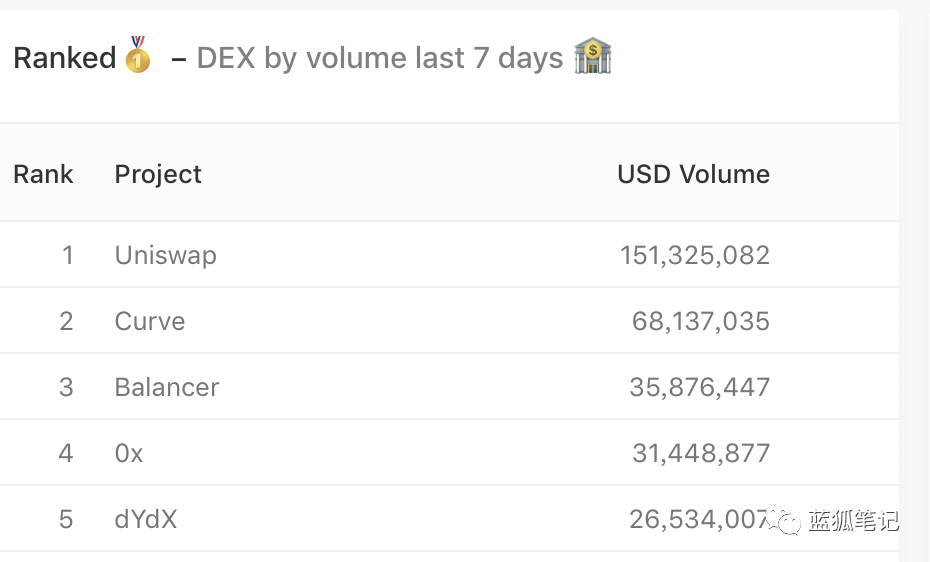 Ranked🏅 – DEX by volume last 7 days 🏦
Rank Project USD Volume
1 Uniswap 151,325,082
2 Curve 68,137,035
3 Balancer 35,876,447
4 0x 31,448,877
5 dYdX 26,534,007
蓝狐笔记